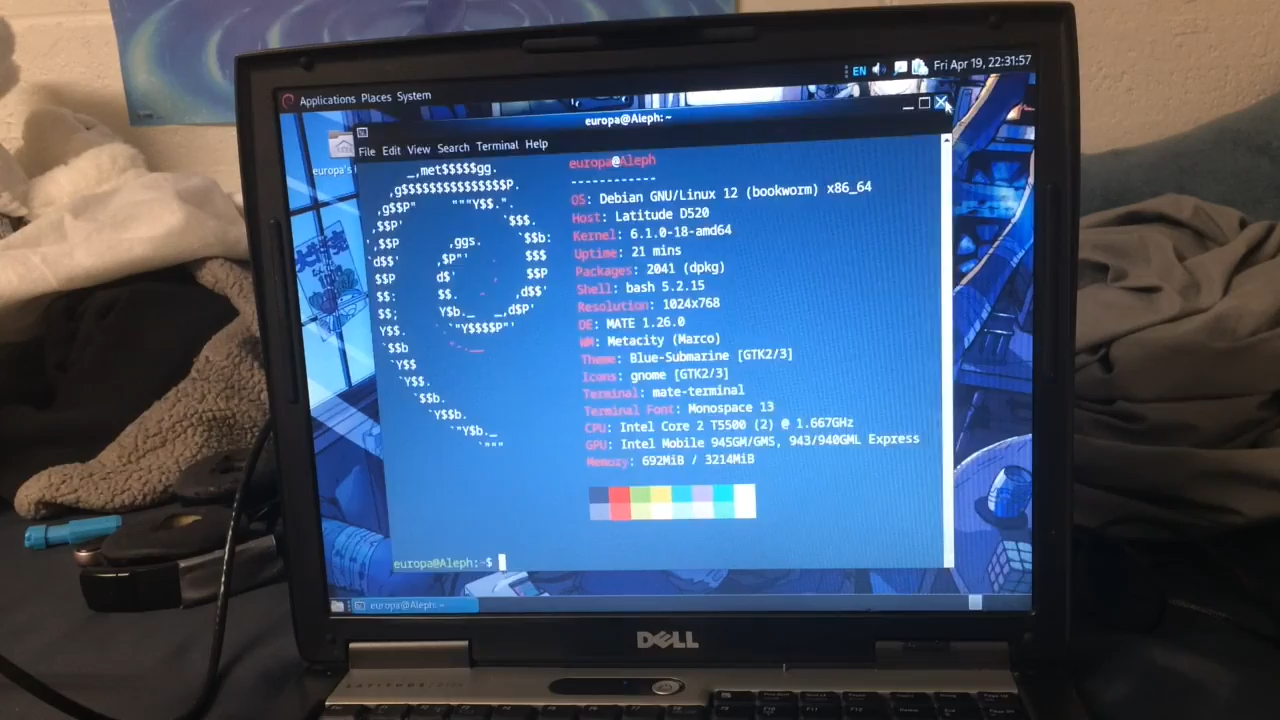 Applications Places System
EN
Fri Apr 19, 22:31:57
europa@Aleph: ~
File Edit View Search Terminal Help
europa's
_,met$$$$$gg.
,g$$$$$$$$$$$$$$$P.
,g$$P"     """Y$$.".
,$$P'              `$$$.
',$$P       ,ggs.     `$$b:
`d$$'     ,$P"'        $$$
$$P      d$'           $$P
$$:      $$.         ,d$$'
$$;      Y$b._   _,d$P'
Y$$.    `"Y$$$$P"'
`$$b
`Y$$
`Y$$.
`$$b.
`Y$$b.
`"Y$b._
`"""
europa@Aleph
------------
OS: Debian GNU/Linux 12 (bookworm) x86_64
Host: Latitude D520
Kernel: 6.1.0-18-amd64
Uptime: 21 mins
Packages: 2041 (dpkg)
Shell: bash 5.2.15
Resolution: 1024x768
DE: MATE 1.26.0
WM: Metacity (Marco)
Theme: Blue-Submarine [GTK2/3]
Icons: gnome [GTK2/3]
Terminal: mate-terminal
Terminal Font: Monospace 13
CPU: Intel Core 2 T5500 (2) @ 1.667GHz
GPU: Intel Mobile 945GM/GMS, 943/940GML Express
Memory: 692MiB / 3214MiB
europa@Aleph:~$
europa@Aleph: ~
DELL
LATITUDE